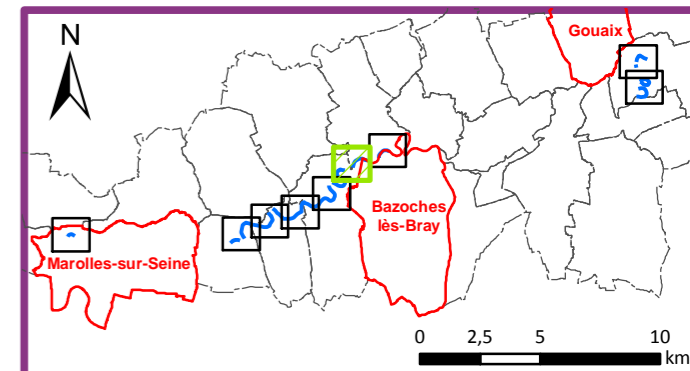 N
Gouaix
Bazoches
lès-Bray
Marolles-sur-Seine
0 2,5 5 10
km